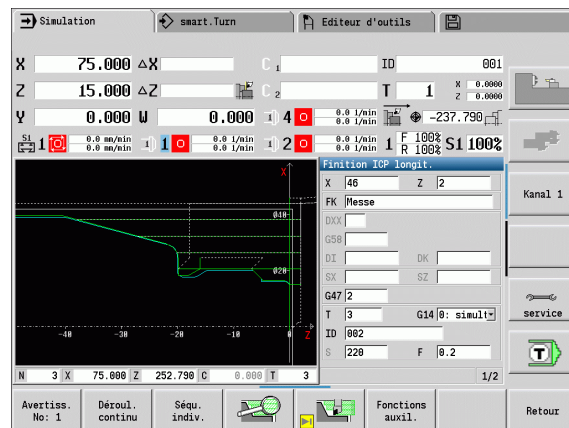 Simulation smart.Turn Editeur d'outils
X 75.000 △X C 1 ID 001
Z 15.000 △Z C 2 T 1 X 0.0000 Z 0.0000
Y 0.000 W 0.000 4 0.0 1/min 0.0 1/min -237.790
S1 1 0.0 mm/min 0.0 mm/min 1 0.0 1/min 0.0 1/min 2 0.0 1/min 0.0 1/min 1 F 100% R 100% S1 100%
Finition ICP longit.
X 46 Z 2
FK Messe
DXX
G58
DI DK
SX SZ
G47 2
T 3 G14 0: simult
ID 002
S 220 F 0.2
1/2
X
Ø40
Ø20
-40 -30 -20 -10 0 Z
N 3 X 75.000 Z 252.790 C 0.000 T 3
Kanal 1
service
T
Avertiss. No: 1
Déroul. continu
Séqu. indiv.
Fonctions auxil.
Retour